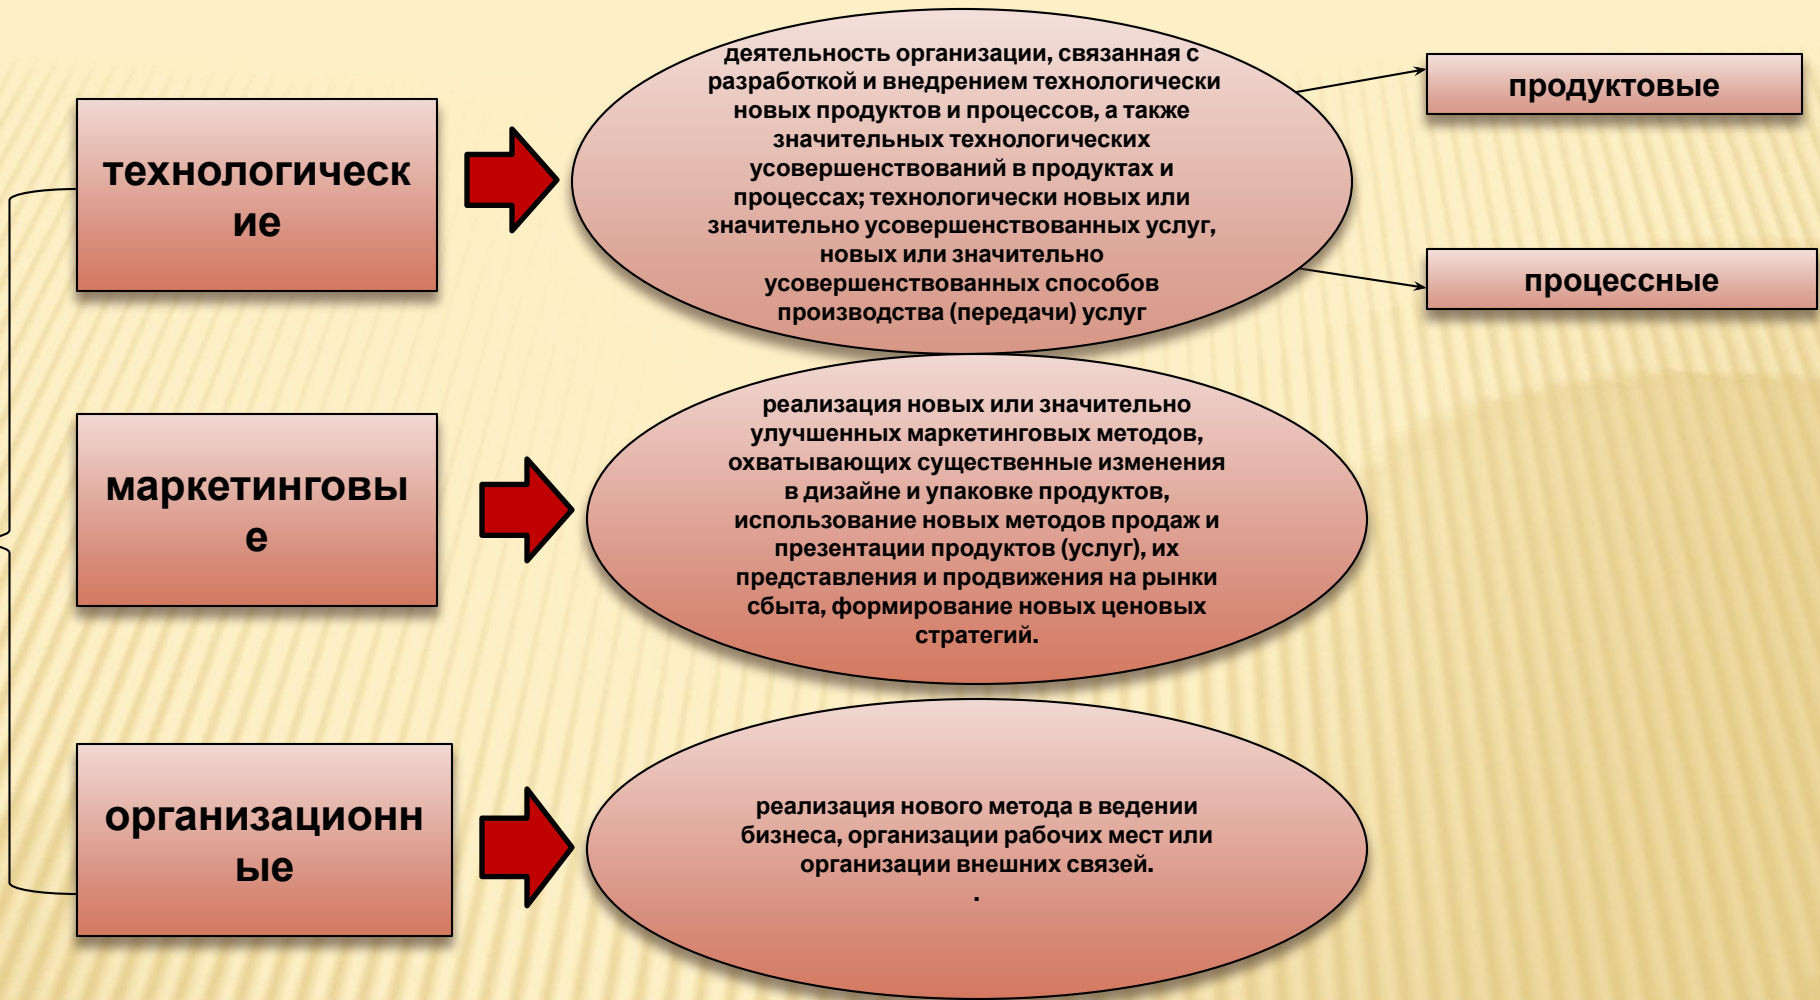 технологическ
ие
деятельность организации, связанная с
разработкой и внедрением технологически
новых продуктов и процессов, а также
значительных технологических
усовершенствований в продуктах и
процессах; технологически новых или
значительно усовершенствованных услуг,
новых или значительно
усовершенствованных способов
производства (передачи) услуг
продуктовые
процессные
маркетинговы
е
реализация новых или значительно
улучшенных маркетинговых методов,
охватывающих существенные изменения
в дизайне и упаковке продуктов,
использование новых методов продаж и
презентации продуктов (услуг), их
представления и продвижения на рынки
сбыта, формирование новых ценовых
стратегий.
организационн
ые
реализация нового метода в ведении
бизнеса, организации рабочих мест или
организации внешних связей.
.